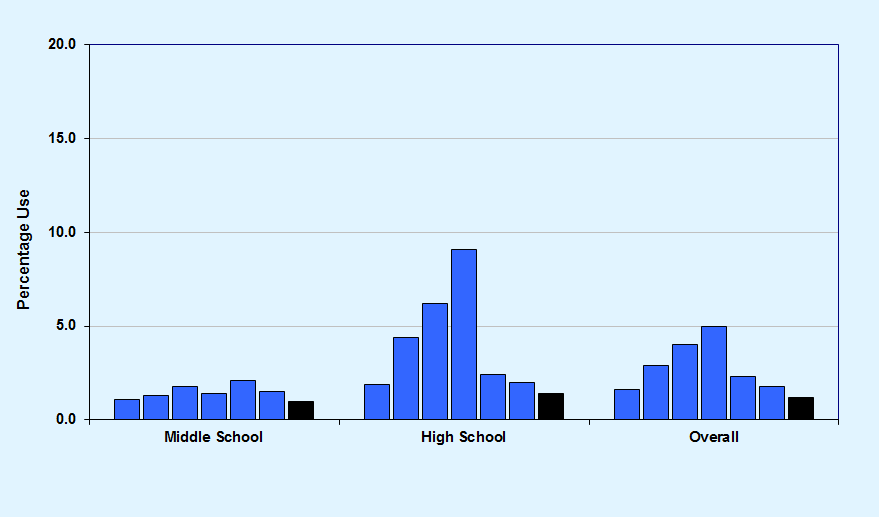 20.0
15.0
10.0
5.0
0.0
Percentage Use
Middle School
High School
Overall